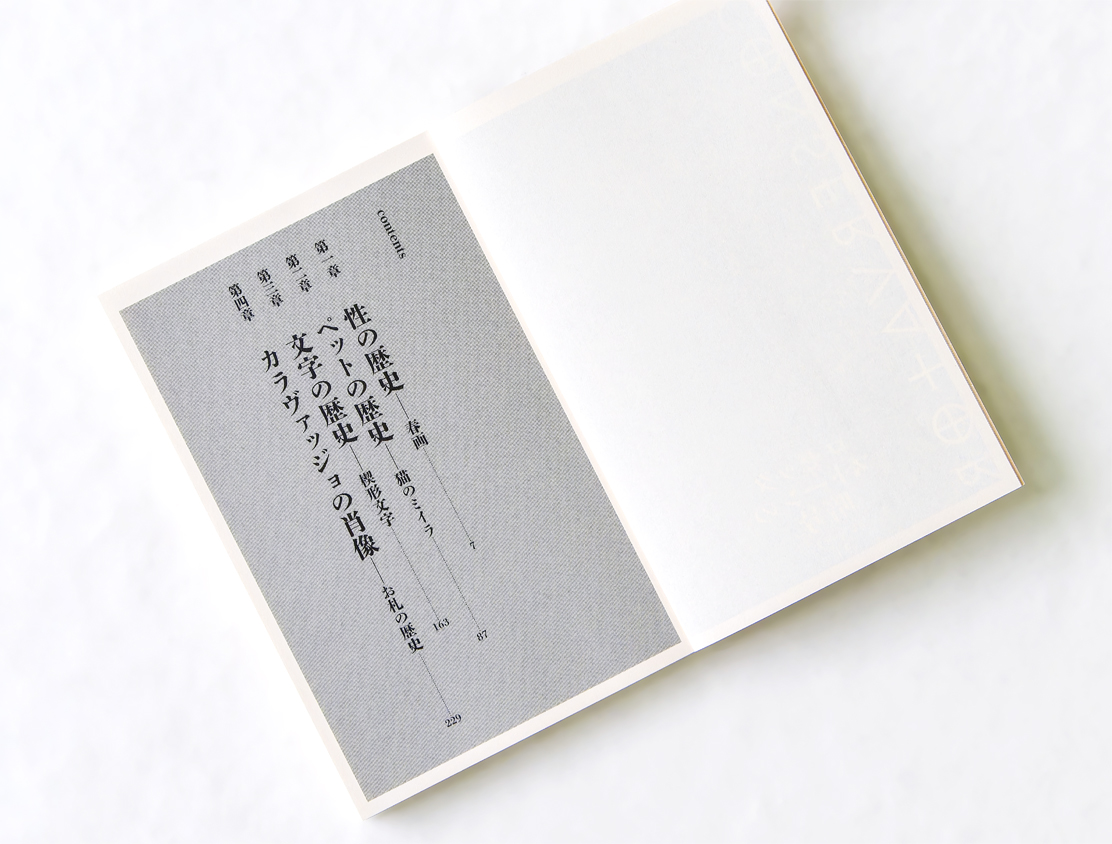 contents
第一章 性の歴史―春画 7
第二章 ペットの歴史―猫のミイラ 87
第三章 文字の歴史―楔形文字 163
第四章 カラヴァッジョの肖像―お札の歴史 229